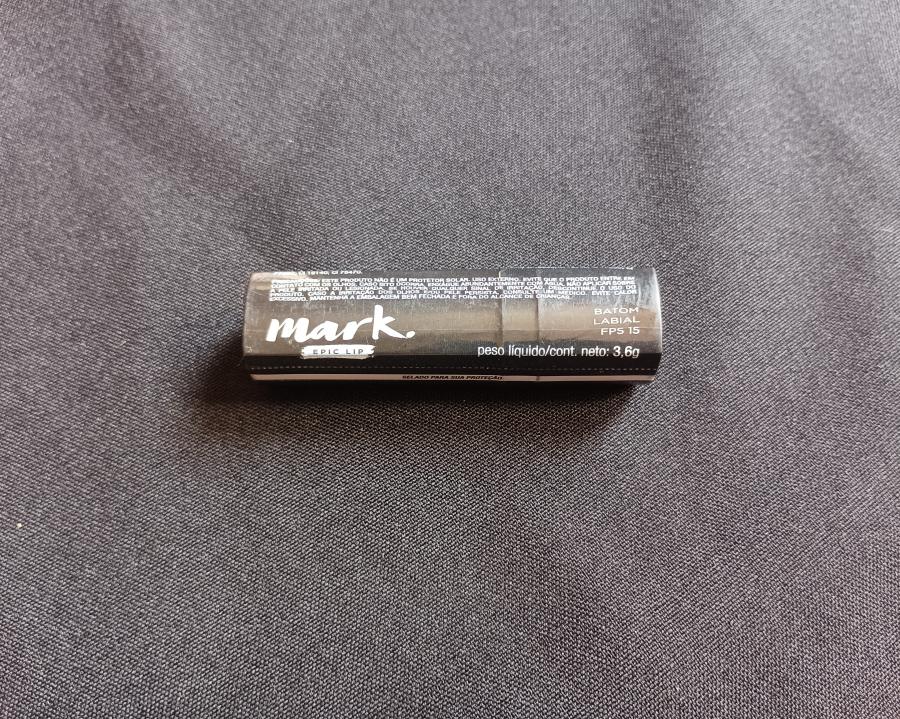 CI 19140, CI 75470.
ESTE PRODUTO NÃO É UM PROTETOR SOLAR. USO EXTERNO. EVITE QUE O PRODUTO ENTRE EM
CONTATO COM OS OLHOS. CASO ISTO OCORRA, ENXÁGUE ABUNDANTEMENTE COM ÁGUA. NÃO APLICAR SOBRE
A PELE IRRITADA OU LESIONADA. SE HOUVER QUALQUER SINAL DE IRRITAÇÃO, DESCONTINUE O USO DO
PRODUTO. CASO A IRRITAÇÃO DOS OLHOS E/OU PELE PERSISTA, CONSULTE UM MÉDICO. EVITE
EXCESSIVO. MANTENHA A EMBALAGEM BEM FECHADA E FORA DO ALCANCE DE CRIANÇAS.
mark.
EPIC LIP
BATOM
LABIAL
FPS 15
peso líquido/cont. neto: 3,6g
SELADO PARA SUA PROTEÇÃO